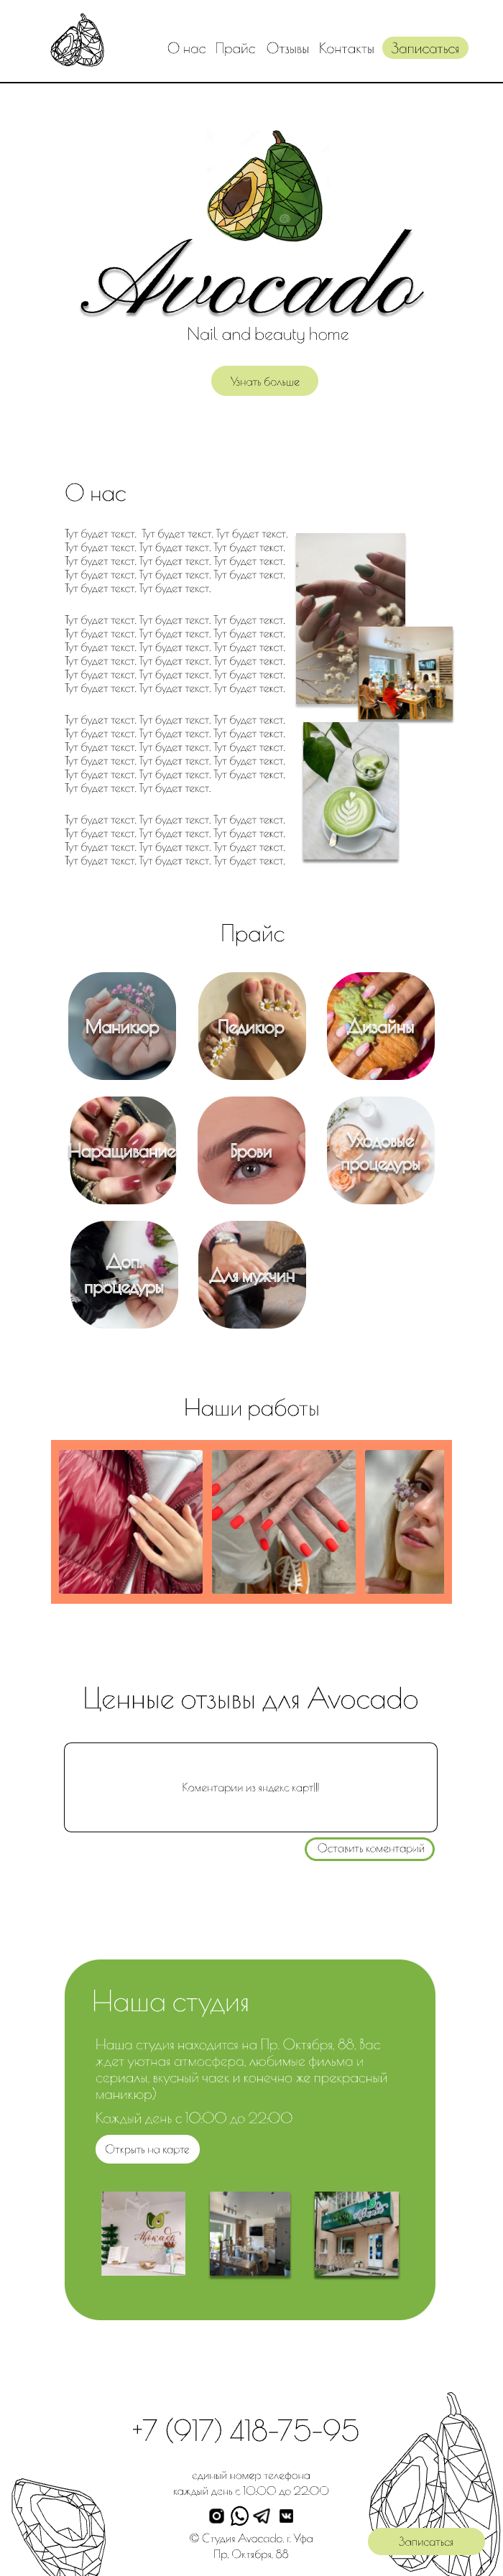 О нас Прайс Отзывы Контакты Записаться
Avocado
Nail and beauty home
Узнать больше
О нас
Тут будет текст. Тут будет текст. Тут будет текст.
Тут будет текст. Тут будет текст. Тут будет текст.
Тут будет текст. Тут будет текст. Тут будет текст.
Тут будет текст. Тут будет текст. Тут будет текст.
Тут будет текст. Тут будет текст.
Тут будет текст. Тут будет текст. Тут будет текст.
Тут будет текст. Тут будет текст. Тут будет текст.
Тут будет текст. Тут будет текст. Тут будет текст.
Тут будет текст. Тут будет текст. Тут будет текст.
Тут будет текст. Тут будет текст. Тут будет текст.
Тут будет текст. Тут будет текст. Тут будет текст.
Тут будет текст. Тут будет текст. Тут будет текст.
Тут будет текст. Тут будет текст. Тут будет текст.
Тут будет текст. Тут будет текст. Тут будет текст.
Тут будет текст. Тут будет текст. Тут будет текст.
Тут будет текст. Тут будет текст. Тут будет текст.
Тут будет текст. Тут будет текст.
Тут будет текст. Тут будет текст. Тут будет текст.
Тут будет текст. Тут будет текст. Тут будет текст.
Тут будет текст. Тут будет текст. Тут будет текст.
Тут будет текст. Тут будет текст. Тут будет текст.
Прайс
Маникюр
Педикюр
Дизайны
Наращивание
Брови
Уходовые
процедуры
Доп.
процедуры
Для мужчин
Наши работы
Ценные отзывы для Avocado
Коментарии из яндекс карт!!!
Оставить коментарий
Наша студия
Наша студия находится на Пр. Октября, 88. Вас
ждет уютная атмосфера, любимые фильма и
сериалы, вкусный чаек и конечно же прекрасный
маникюр)
Каждый день с 10:00 до 22:00
Открыть на карте
+7 (917) 418-75-95
единый номер телефона
каждый день с 10:00 до 22:00
© Студия Avacado. г. Уфа
Пр. Октября, 88
Записаться